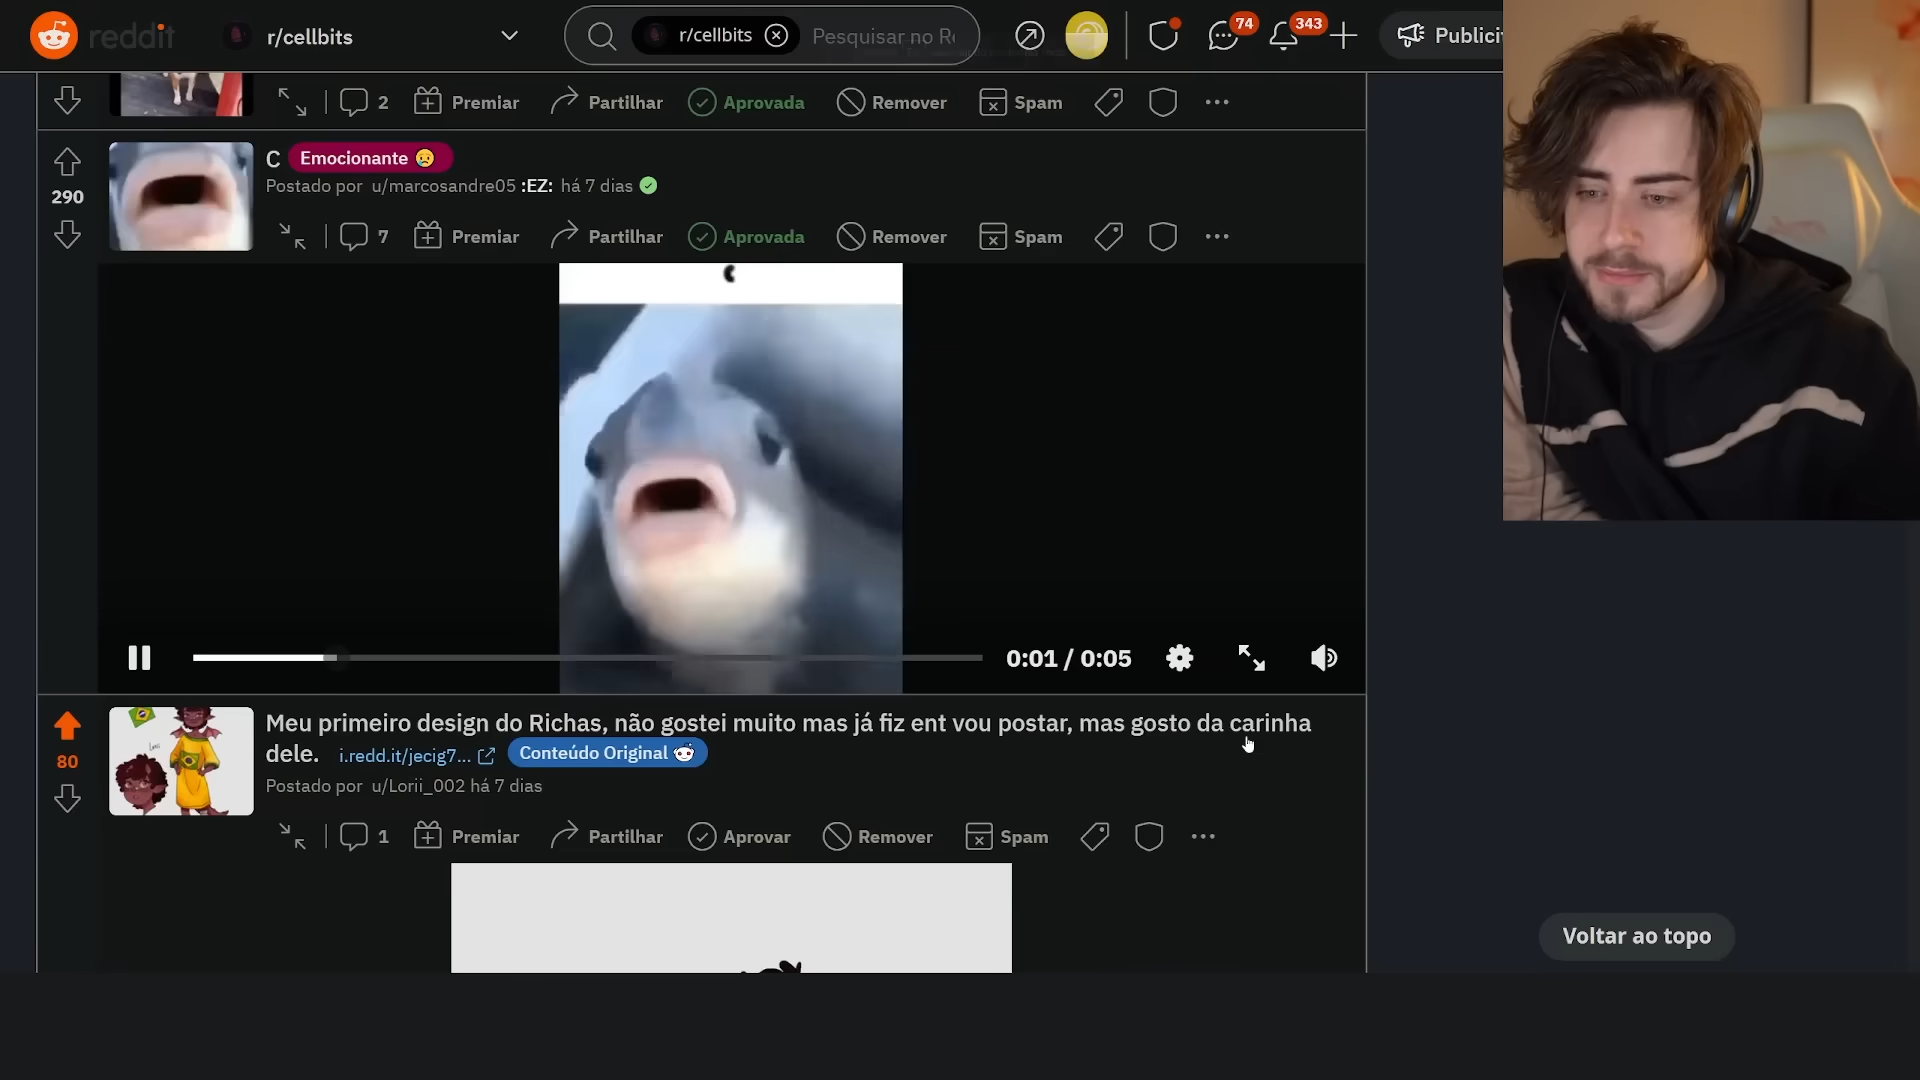 reddit
r/cellbits
r/cellbits
Pesquisar no R
74
343
Publici
2
Premiar
Partilhar
Aprovada
Remover
Spam
C
Emocionante
Postado por u/marcosandre05 :EZ: há 7 dias
290
7
Premiar
Partilhar
Aprovada
Remover
Spam
c
0:01 / 0:05
Meu primeiro design do Richas, não gostei muito mas já fiz ent vou postar, mas gosto da carinha
dele. i.redd.it/jecig7... Conteúdo Original
80
Postado por u/Lorii_002 há 7 dias
1
Premiar
Partilhar
Aprovar
Remover
Spam
Voltar ao topo